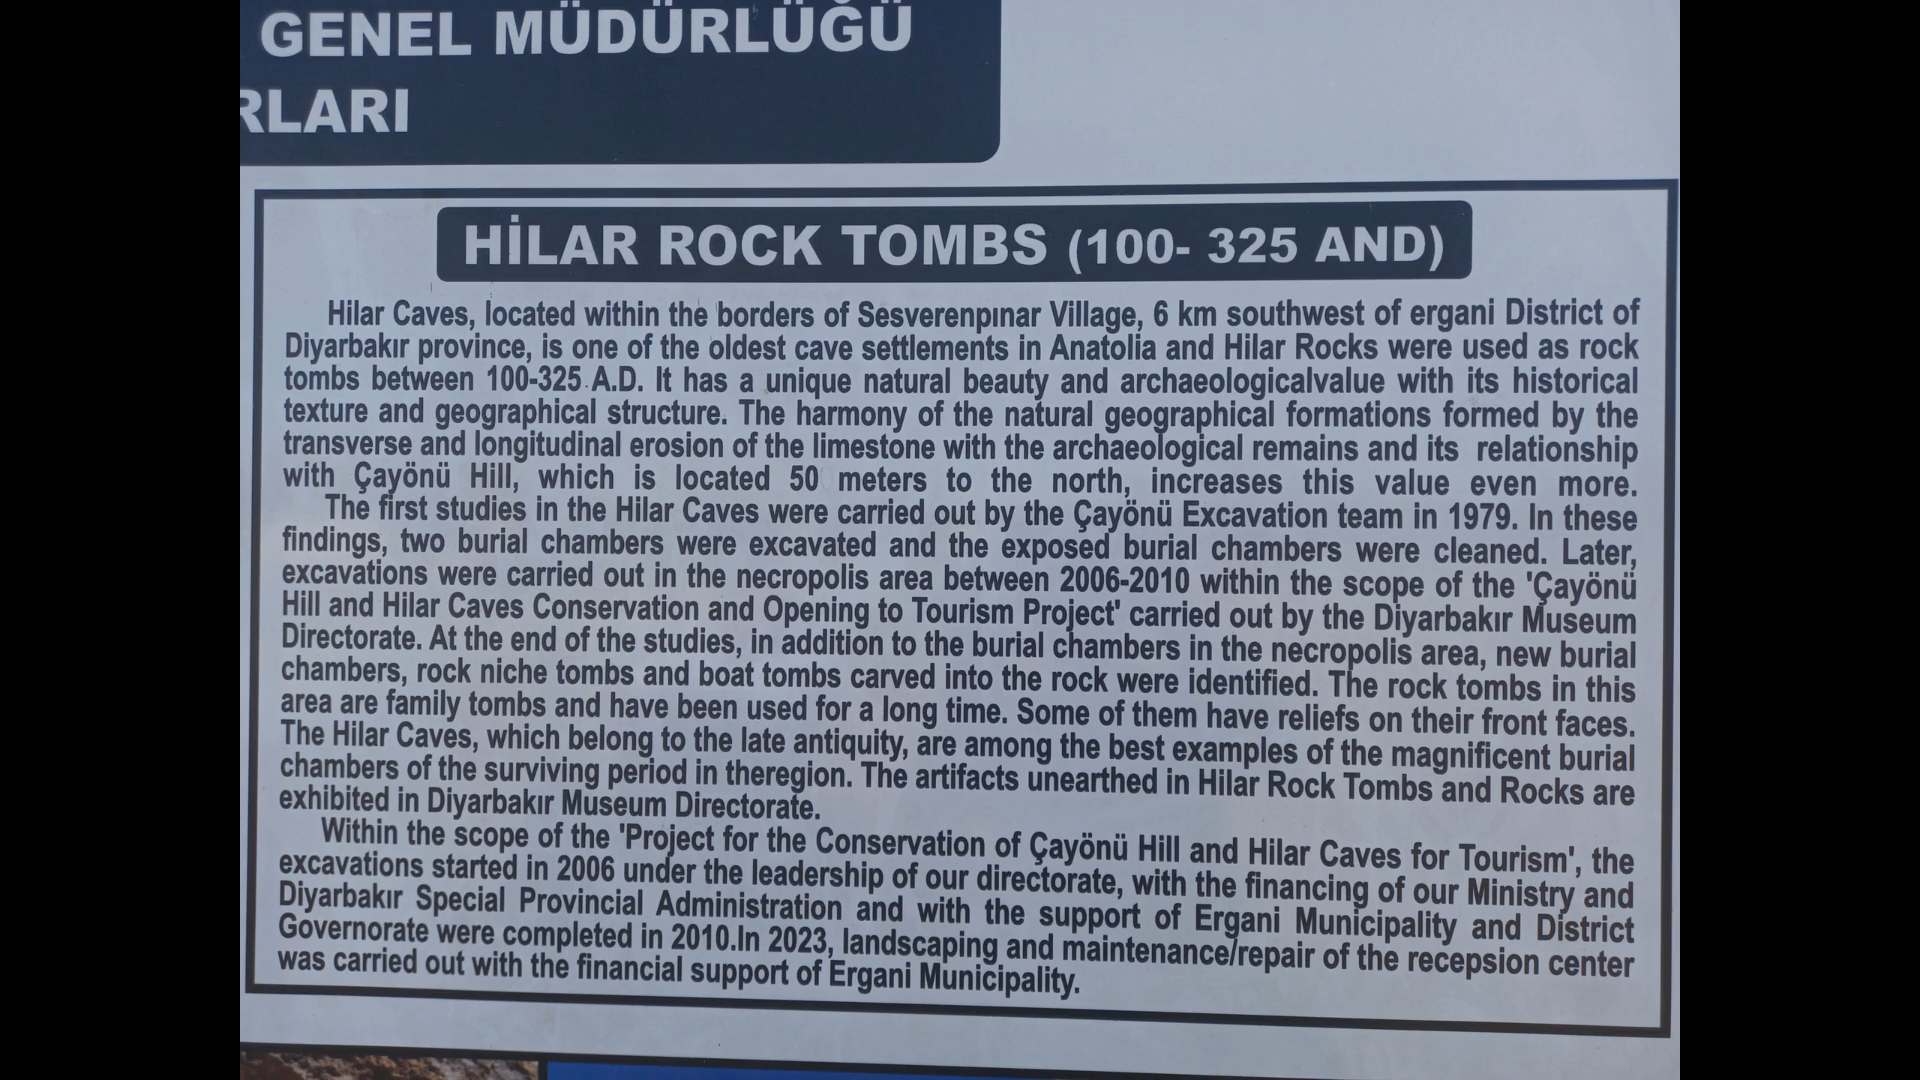 GENEL MÜDÜRLÜĞÜ
RLARI
HİLAR ROCK TOMBS (100- 325 AND)
Hilar Caves, located within the borders of Sesverenpınar Village, 6 km southwest of ergani District of
Diyarbakır province, is one of the oldest cave settlements in Anatolia and Hilar Rocks were used as rock
tombs between 100-325 A.D. It has a unique natural beauty and archaeologicalvalue with its historical
texture and geographical structure. The harmony of the natural geographical formations formed by the
transverse and longitudinal erosion of the limestone with the archaeological remains and its relationship
with Çayönü Hill, which is located 50 meters to the north, increases this value even more.
The first studies in the Hilar Caves were carried out by the Çayönü Excavation team in 1979. In these
findings, two burial chambers were excavated and the exposed burial chambers were cleaned. Later,
excavations were carried out in the necropolis area between 2006-2010 within the scope of the 'Çayönü
Hill and Hilar Caves Conservation and Opening to Tourism Project' carried out by the Diyarbakır Museum
Directorate. At the end of the studies, in addition to the burial chambers in the necropolis area, new burial
chambers, rock niche tombs and boat tombs carved into the rock were identified. The rock tombs in this
area are family tombs and have been used for a long time. Some of them have reliefs on their front faces.
The Hilar Caves, which belong to the late antiquity, are among the best examples of the magnificent burial
chambers of the surviving period in theregion. The artifacts unearthed in Hilar Rock Tombs and Rocks are
exhibited in Diyarbakır Museum Directorate.
Within the scope of the 'Project for the Conservation of Çayönü Hill and Hilar Caves for Tourism', the
excavations started in 2006 under the leadership of our directorate, with the financing of our Ministry and
Diyarbakır Special Provincial Administration and with the support of Ergani Municipality and District
Governorate were completed in 2010.In 2023, landscaping and maintenance/repair of the recepsion center
was carried out with the financial support of Ergani Municipality.